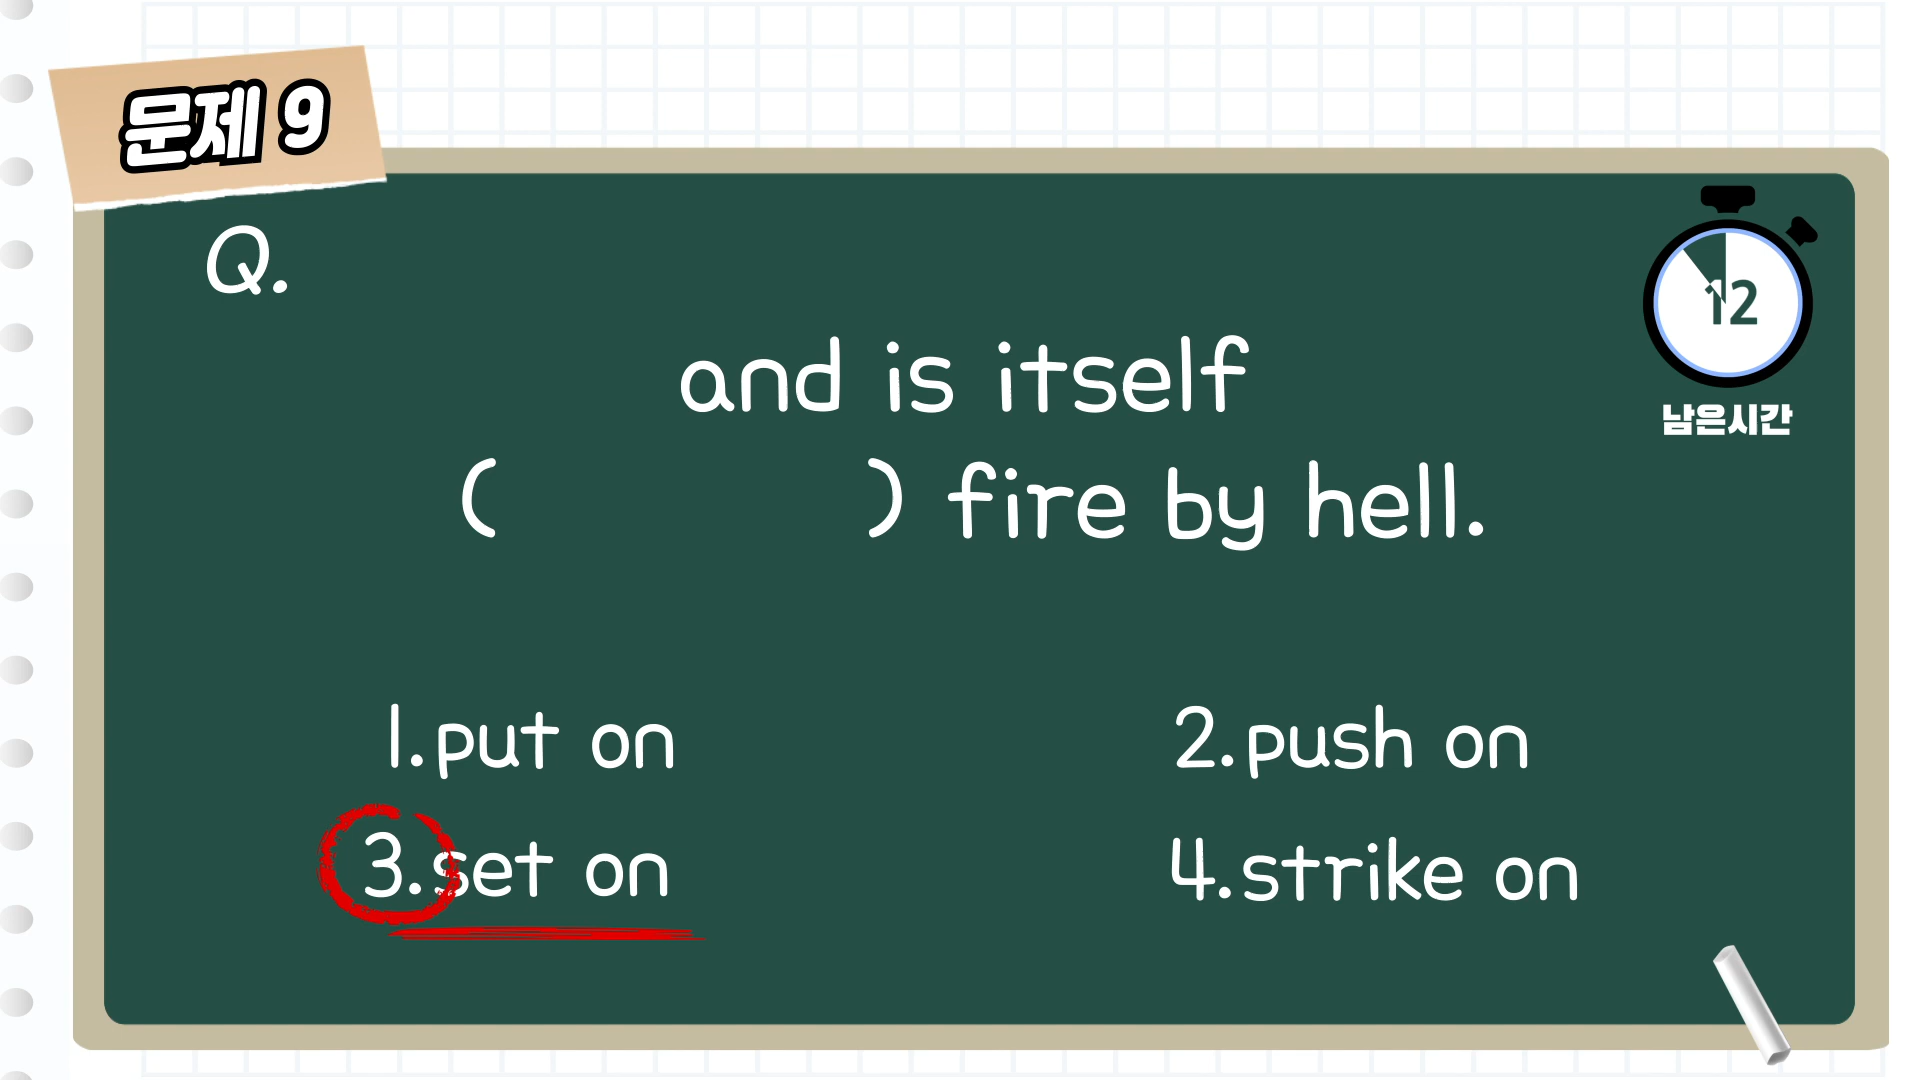 문제 9
Q.
12
남은시간
and is itself
( ) fire by hell.
1.put on
2.push on
3.set on
4.strike on